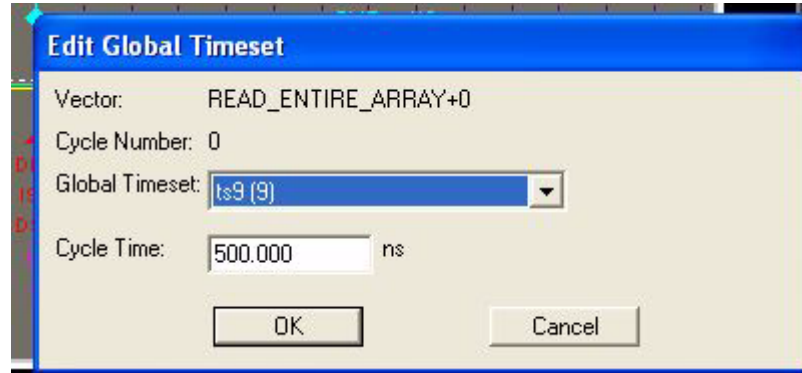 Edit Global Timeset
Vector: READ_ENTIRE_ARRAY+0
Cycle Number: 0
Global Timeset: ts9 (9)
Cycle Time: 500.000 ns
OK Cancel